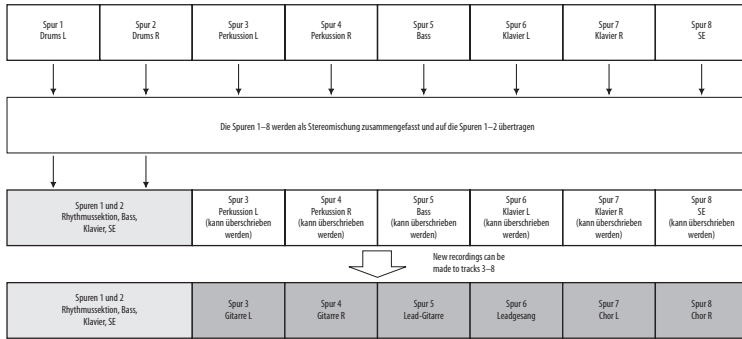 Spur 1
Drums L
Spur 2
Drums R
Spur 3
Perkussion L
Spur 4
Perkussion R
Spur 5
Bass
Spur 6
Klavier L
Spur 7
Klavier R
Spur 8
SE
Die Spuren 1–8 werden als Stereomischung zusammengefasst und auf die Spuren 1–2 übertragen
Spuren 1 und 2
Rhythmussektion, Bass,
Klavier, SE
Spur 3
Perkussion L
(kann überschrieben
werden)
Spur 4
Perkussion R
(kann überschrieben
werden)
Spur 5
Bass
(kann überschrieben
werden)
Spur 6
Klavier L
(kann überschrieben
werden)
Spur 7
Klavier R
(kann überschrieben
werden)
Spur 8
SE
(kann überschrieben
werden)
New recordings can be
made to tracks 3–8
Spuren 1 und 2
Rhythmussektion, Bass,
Klavier, SE
Spur 3
Gitarre L
Spur 4
Gitarre R
Spur 5
Lead-Gitarre
Spur 6
Leadgesang
Spur 7
Chor L
Spur 8
Chor R